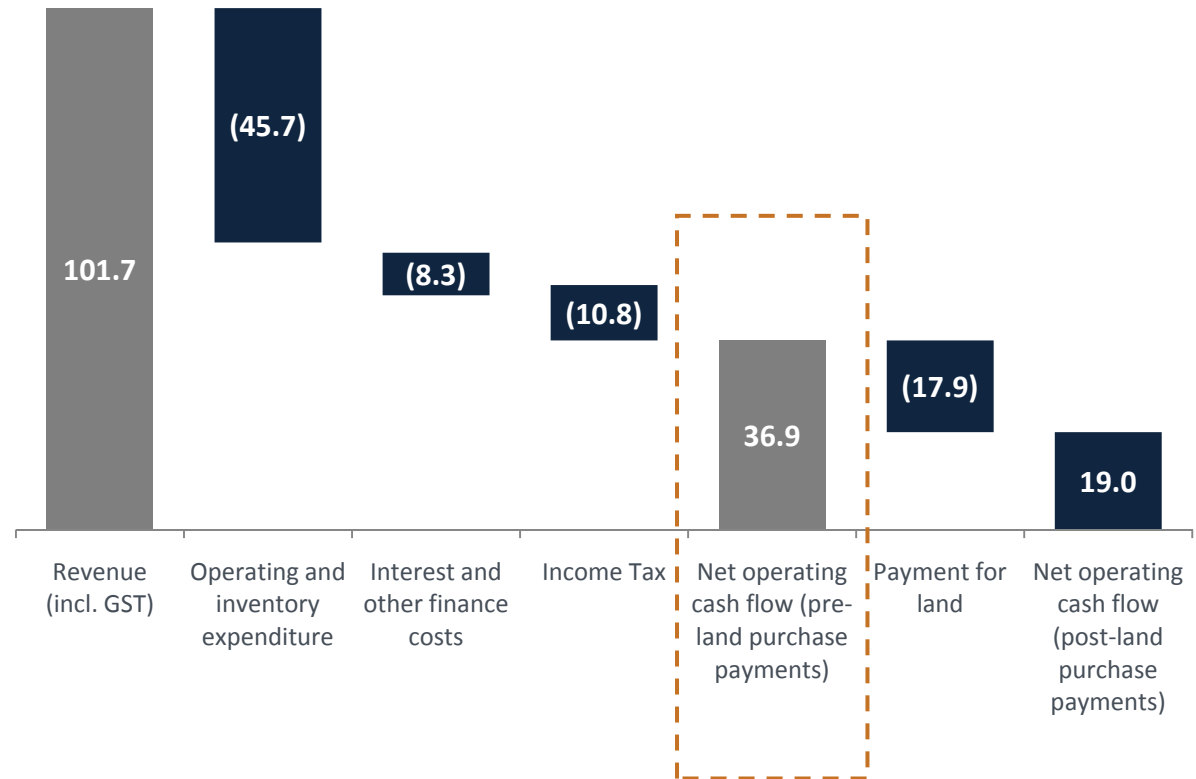 (45.7)
101.7
(8.3)
(10.8)
36.9
(17.9)
19.0
Revenue
(incl. GST)
Operating and
inventory
expenditure
Interest and
other finance
costs
Income Tax
Net operating
cash flow (pre-
land purchase
payments)
Payment for
land
Net operating
cash flow
(post-land
purchase
payments)